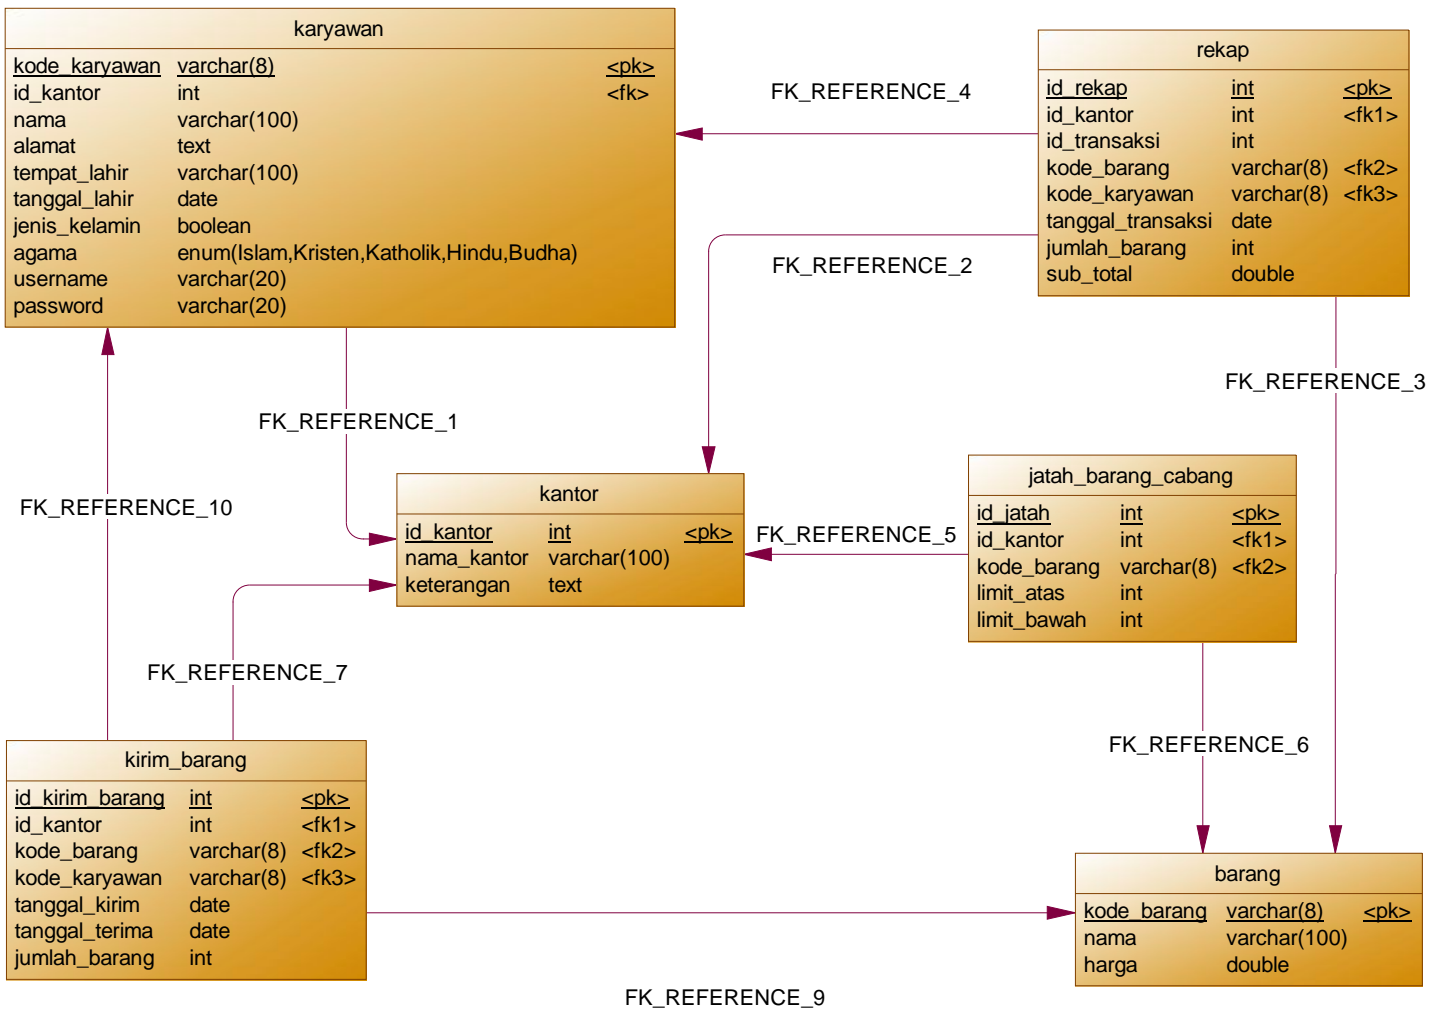 karyawan
kode_karyawan varchar(8) <pk>
id_kantor int <fk>
nama varchar(100)
alamat text
tempat_lahir varchar(100)
tanggal_lahir date
jenis_kelamin boolean
agama enum(Islam,Kristen,Katholik,Hindu,Budha)
username varchar(20)
password varchar(20)
FK_REFERENCE_4
FK_REFERENCE_2
rekap
id_rekap int <pk>
id_kantor int <fk1>
id_transaksi int
kode_barang varchar(8) <fk2>
kode_karyawan varchar(8) <fk3>
tanggal_transaksi date
jumlah_barang int
sub_total double
FK_REFERENCE_3
FK_REFERENCE_1
FK_REFERENCE_10
kantor
id_kantor int <pk>
nama_kantor varchar(100)
keterangan text
FK_REFERENCE_5
jatah_barang_cabang
id_jatah int <pk>
id_kantor int <fk1>
kode_barang varchar(8) <fk2>
limit_atas int
limit_bawah int
FK_REFERENCE_7
FK_REFERENCE_6
kirim_barang
id_kirim_barang int <pk>
id_kantor int <fk1>
kode_barang varchar(8) <fk2>
kode_karyawan varchar(8) <fk3>
tanggal_kirim date
tanggal_terima date
jumlah_barang int
barang
kode_barang varchar(8) <pk>
nama varchar(100)
harga double
FK_REFERENCE_9